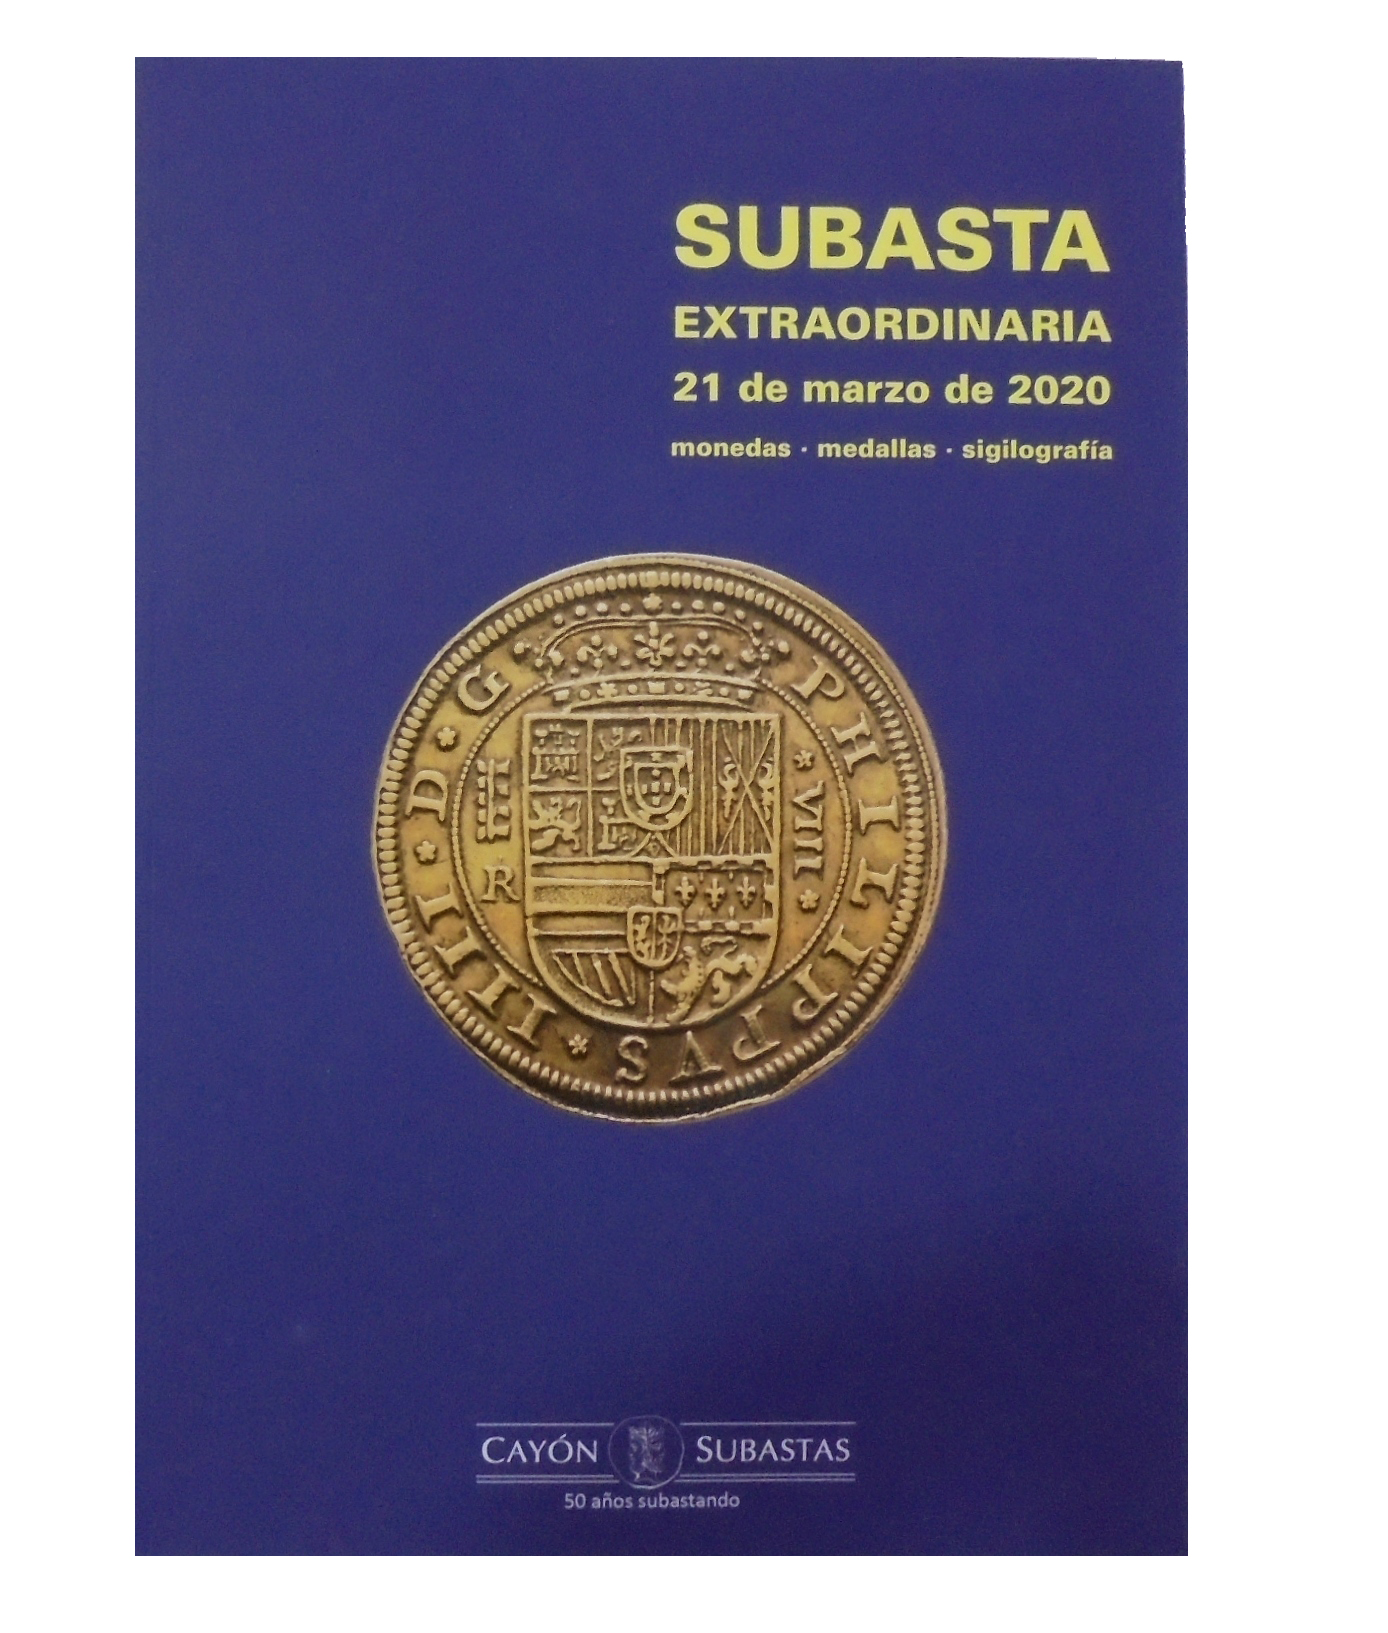 SUBASTA
EXTRAORDINARIA
21 de marzo de 2020
monedas · medallas · sigilografía
PHILIPPVS · IIII · D · G
R
VIII
CAYÓN SUBASTAS
50 años subastando